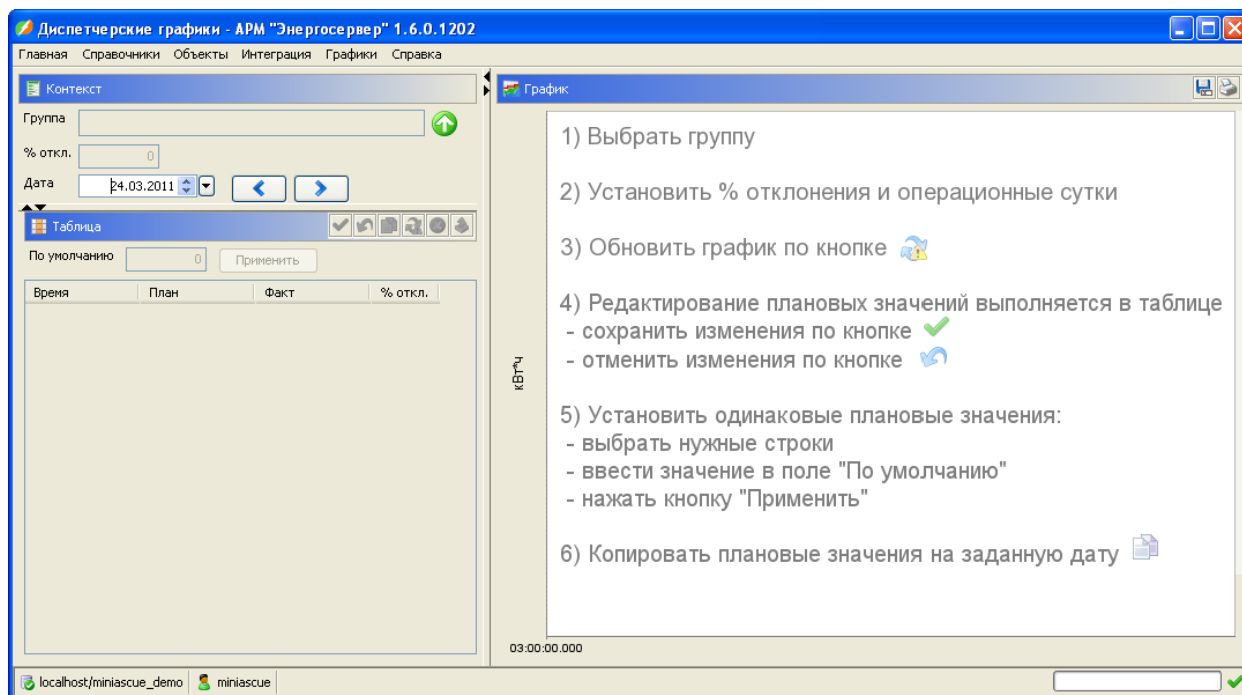 Диспетчерские графики - АРМ "Энергосервер" 1.6.0.1202
Главная Справочники Объекты Интеграция Графики Справка
Контекст
Группа
% откл. 0
Дата 24.03.2011
Таблица
По умолчанию 0 Применить
Время План Факт % откл.
График
1) Выбрать группу
2) Установить % отклонения и операционные сутки
3) Обновить график по кнопке
4) Редактирование плановых значений выполняется в таблице
- сохранить изменения по кнопке
- отменить изменения по кнопке
5) Установить одинаковые плановые значения:
- выбрать нужные строки
- ввести значение в поле "По умолчанию"
- нажать кнопку "Применить"
6) Копировать плановые значения на заданную дату
кВт*ч
03:00:00.000
localhost/miniascue_demo miniascue